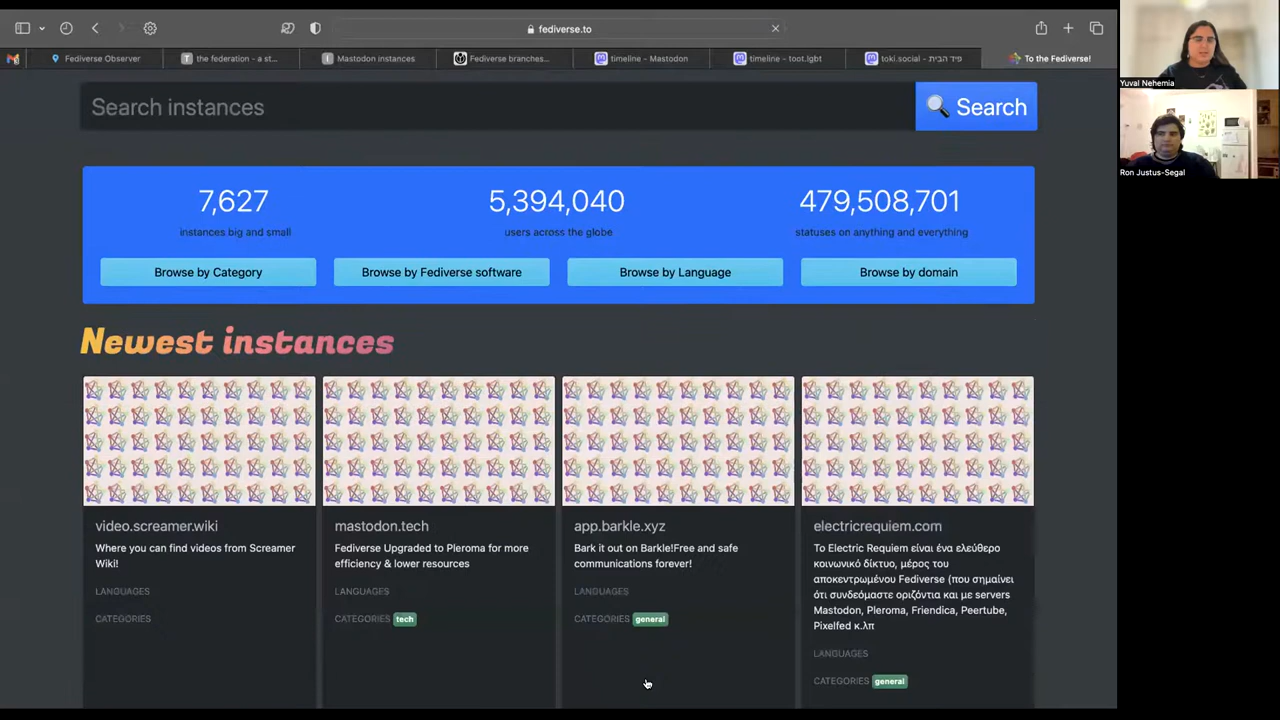 fediverse.to
Fediverse Observer
the federation - a st...
Mastodon instances
Fediverse branches...
timeline - Mastodon
timeline - toot.lgbt
toki.social - פיד הבית
To the Fediverse!
Search instances
Search
7,627
5,394,040
479,508,701
instances big and small
users across the globe
statuses on anything and everything
Browse by Category
Browse by Fediverse software
Browse by Language
Browse by domain
Newest instances
video.screamer.wiki
Where you can find videos from Screamer
Wiki!
LANGUAGES
CATEGORIES
mastodon.tech
Fediverse Upgraded to Pleroma for more
efficiency & lower resources
LANGUAGES
CATEGORIES tech
app.barkle.xyz
Bark it out on Barkle!Free and safe
communications forever!
LANGUAGES
CATEGORIES general
electricrequiem.com
Το Electric Requiem είναι ένα ελεύθερο
κοινωνικό δίκτυο, μέρος του
αποκεντρωμένου Fediverse (που σημαίνει
ότι συνδεόμαστε οριζόντια και με servers
Mastodon, Pleroma, Friendica, Peertube,
Pixelfed κ.λπ
LANGUAGES
CATEGORIES general
Yuval Nehemia
Ron Justus-Segal